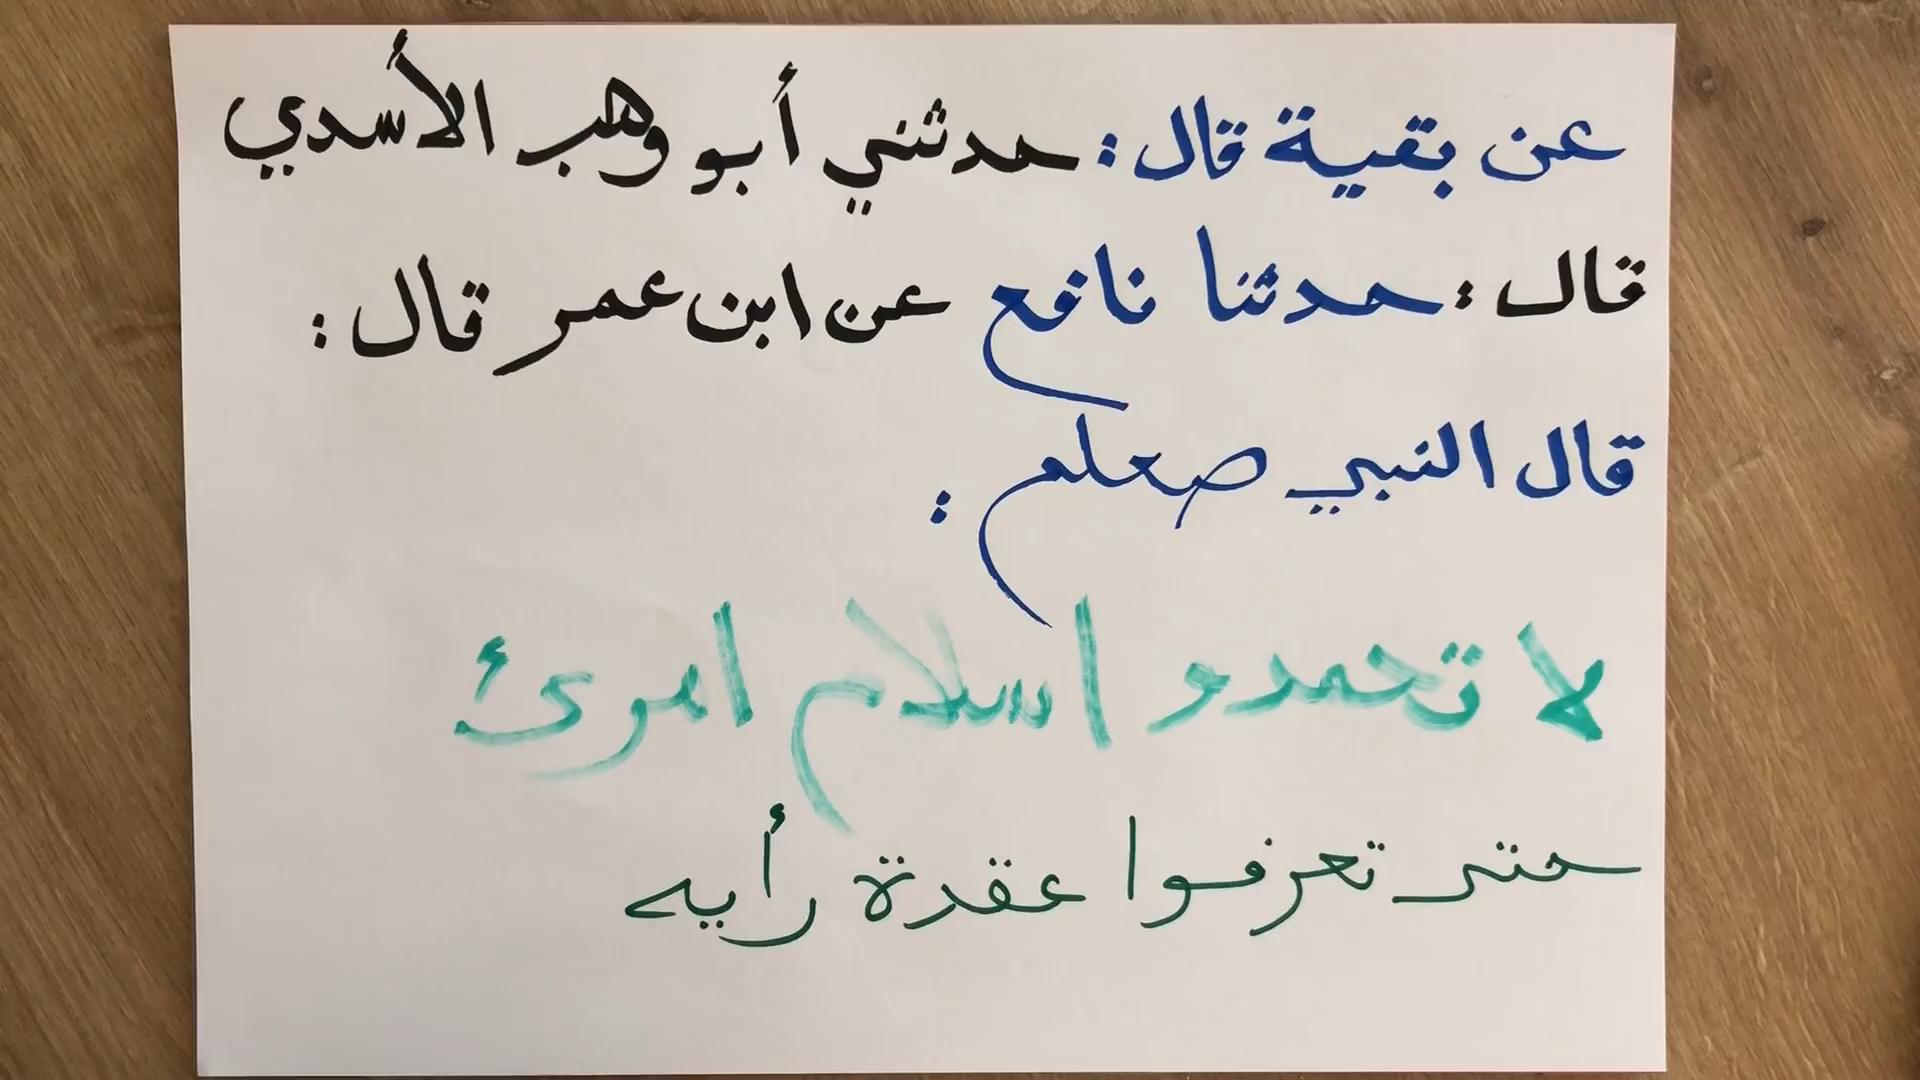 عن بقية قال: حدثني أبو وهب الأسدي
قال: حدثنا نافع عن ابن عمر قال:
قال النبي صعلم:
لا تحمدو اسلام امرئ
حتى تعرفوا عقدة رأيه